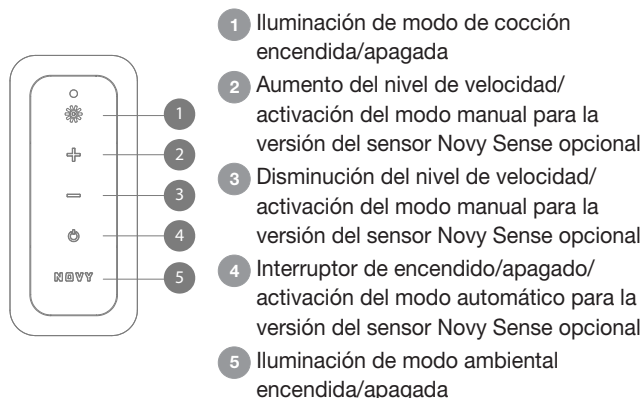 1 Iluminación de modo de cocción
encendida/apagada
2 Aumento del nivel de velocidad/
activación del modo manual para la
versión del sensor Novy Sense opcional
3 Disminución del nivel de velocidad/
activación del modo manual para la
versión del sensor Novy Sense opcional
4 Interruptor de encendido/apagado/
activación del modo automático para la
versión del sensor Novy Sense opcional
5 Iluminación de modo ambiental
encendida/apagada
1
+ 2
− 3
4
NOVY 5